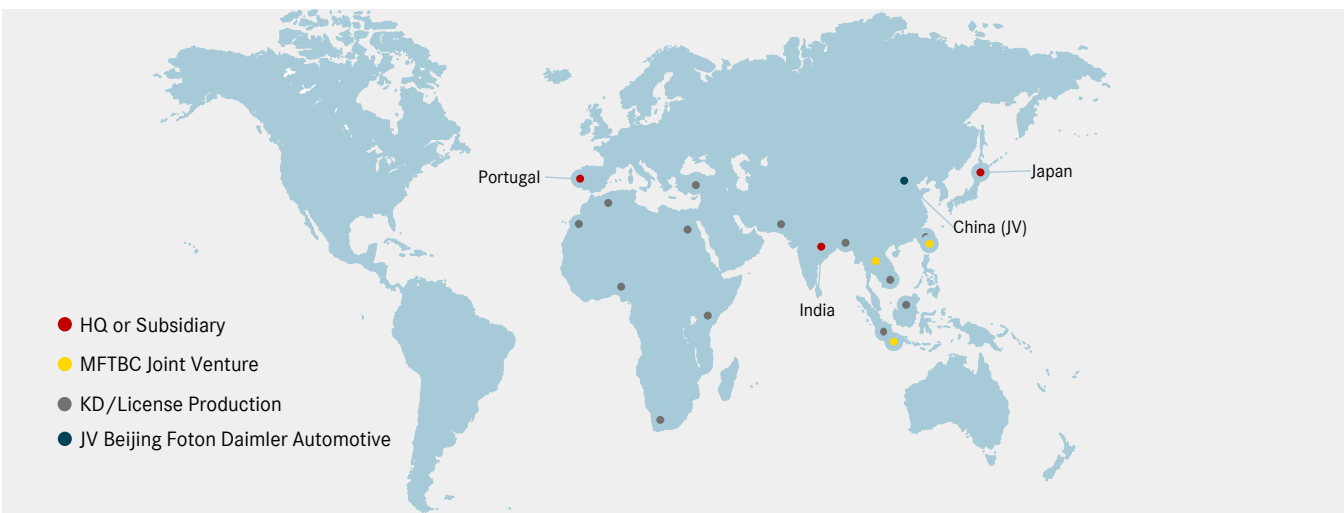 Portugal
Japan
China (JV)
India
HQ or Subsidiary
MFTBC Joint Venture
KD/License Production
JV Beijing Foton Daimler Automotive